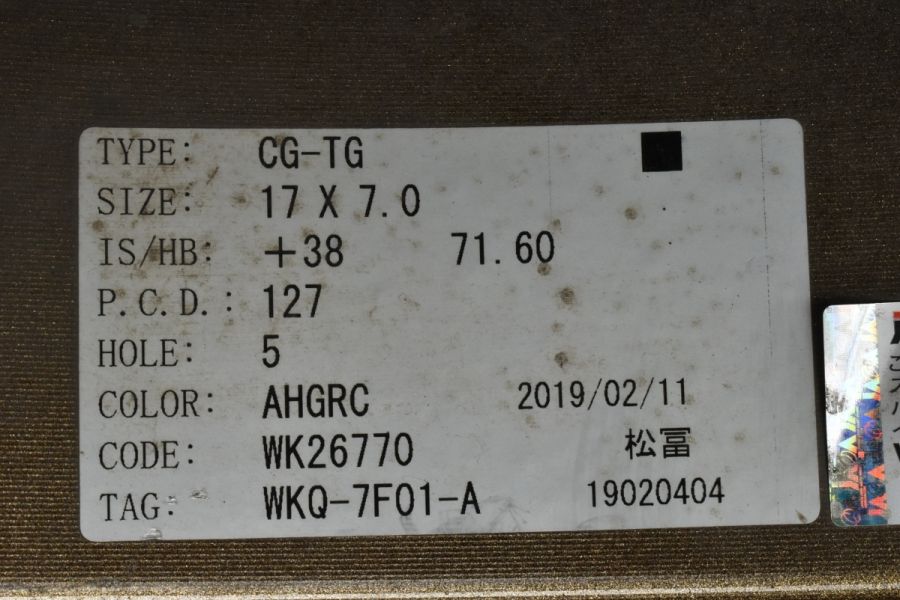 TYPE: CG-TG
SIZE: 17 X 7.0
IS/HB: +38 71.60
P.C.D.: 127
HOLE: 5
COLOR: AHGRC 2019/02/11
CODE: WK26770 松冨
TAG: WKQ-7F01-A 19020404